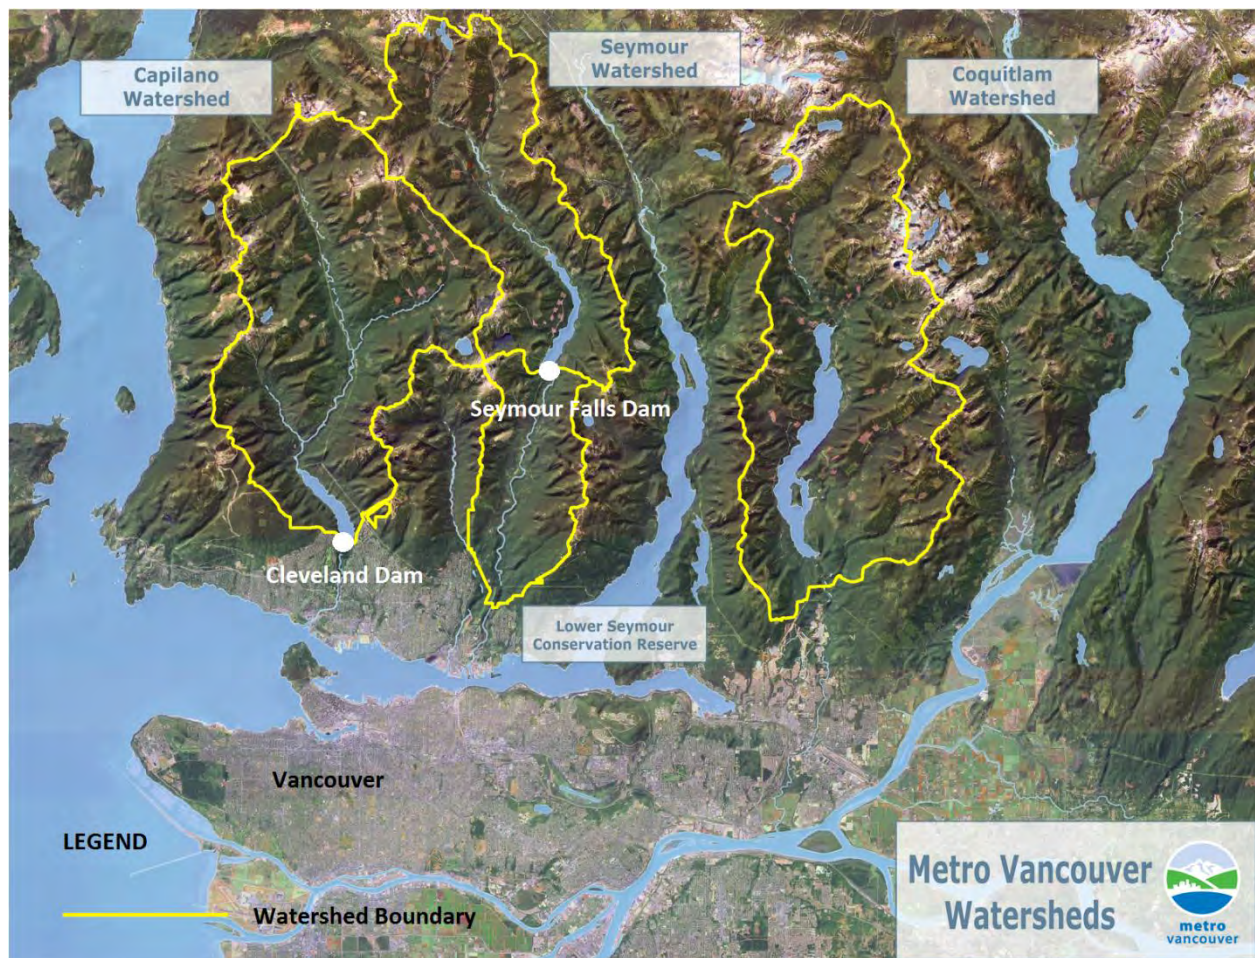 Seymour
Watershed
Capilano
Watershed
Coquitlam
Watershed
Seymour Falls Dam
Cleveland Dam
Lower Seymour
Conservation Reserve
Vancouver
LEGEND
Watershed Boundary
Metro Vancouver
Watersheds
metro
vancouver